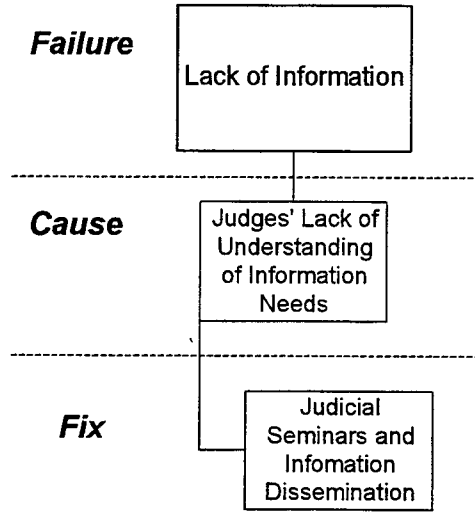 Failure
Lack of Information
Cause
Judges' Lack of
Understanding
of Information
Needs
Fix
Judicial
Seminars and
Infomation
Dissemination